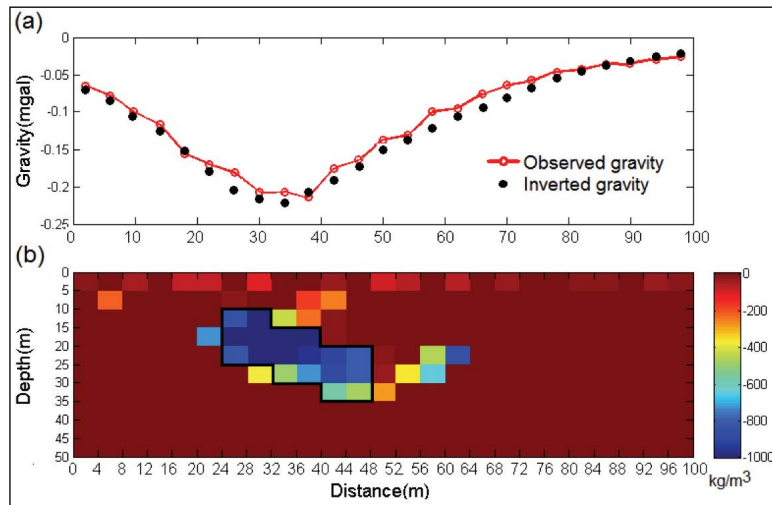 (a)
0
-0.05
-0.1
-0.15
-0.2
-0.25
Gravity(mgal)
Observed gravity
Inverted gravity
0 10 20 30 40 50 60 70 80 90 100
(b)
0
5
10
15
20
25
30
35
40
45
50
Depth(m)
0 4 8 12 16 20 24 28 32 36 40 44 48 52 56 60 64 68 72 76 80 84 88 92 96 100
Distance(m)
0
-200
-400
-600
-800
-1000
kg/m³